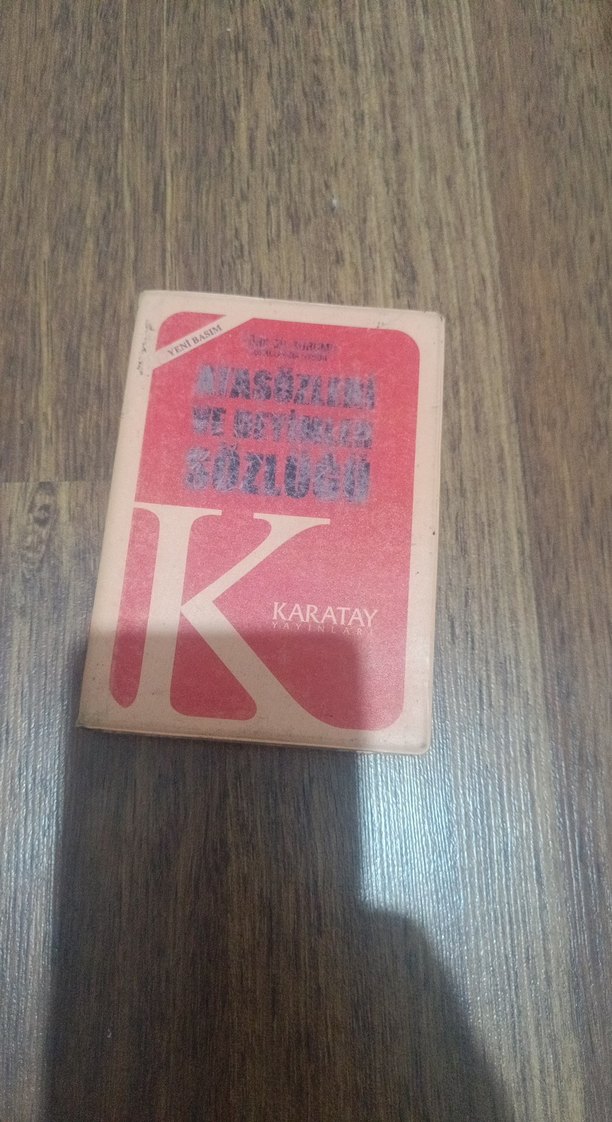 YENİ BASIM
ATASÖZLERİ
VE DEYİMLER
SÖZLÜĞÜ
K
KARATAY
YAYINLARI